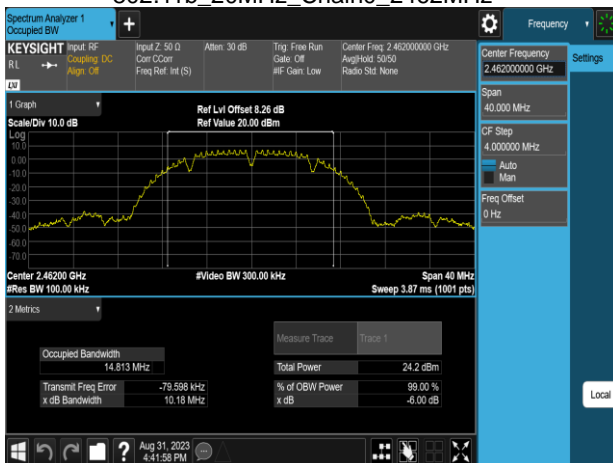 Spectrum Analyzer 1
Occupied BW
+
Frequency
KEYSIGHT
RL
Input: RF
Coupling: DC
Align: Off
Input Z: 50 Ω
Corr CCorr
Freq Ref: Int (S)
Atten: 30 dB
Trig: Free Run
Gate: Off
#IF Gain: Low
Center Freq: 2.462000000 GHz
Avg|Hold: 50/50
Radio Std: None
LXI
Center Frequency
2.462000000 GHz
Settings
Span
40.000 MHz
CF Step
4.000000 MHz
Auto
Man
Freq Offset
0 Hz
Local
1 Graph
Scale/Div 10.0 dB
Ref Lvl Offset 8.26 dB
Ref Value 20.00 dBm
Log
10.0
0.00
-10.0
-20.0
-30.0
-40.0
-50.0
-60.0
-70.0
Center 2.46200 GHz
#Video BW 300.00 kHz
Span 40 MHz
#Res BW 100.00 kHz
Sweep 3.87 ms (1001 pts)
2 Metrics
Measure Trace
Trace 1
Occupied Bandwidth
14.813 MHz
Total Power
24.2 dBm
Transmit Freq Error
-79.598 kHz
% of OBW Power
99.00 %
x dB Bandwidth
10.18 MHz
x dB
-6.00 dB
?
Aug 31, 2023
4:41:58 PM